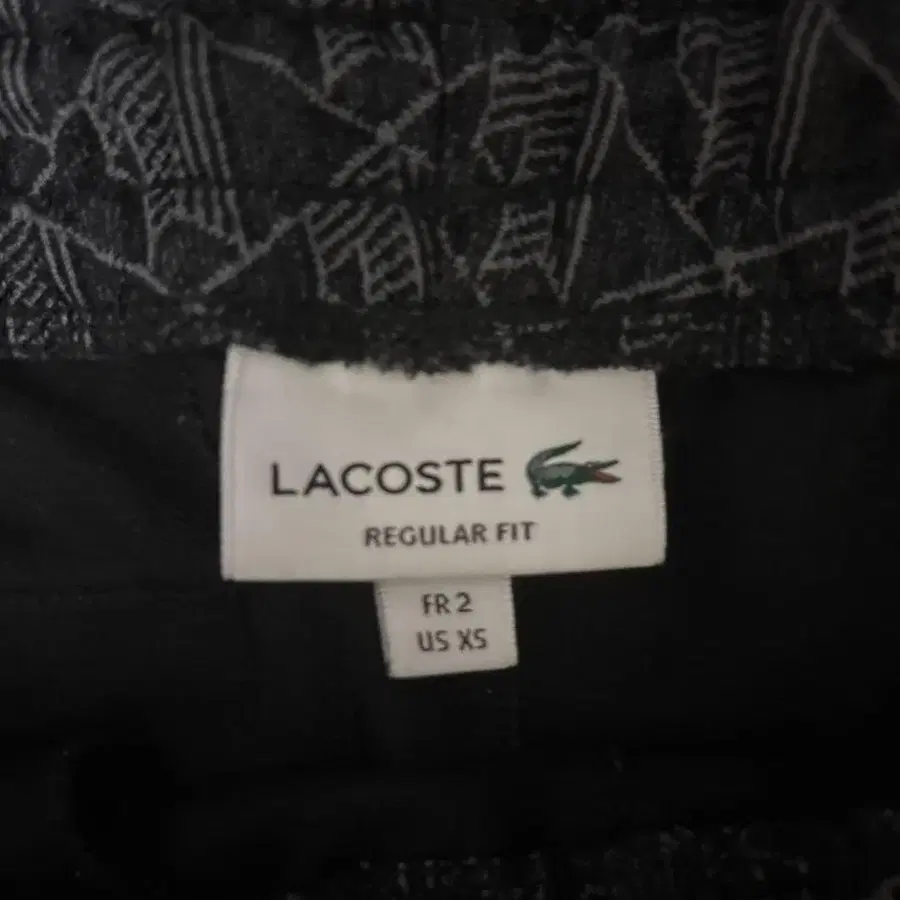 LACOSTE
REGULAR FIT
FR 2
US XS